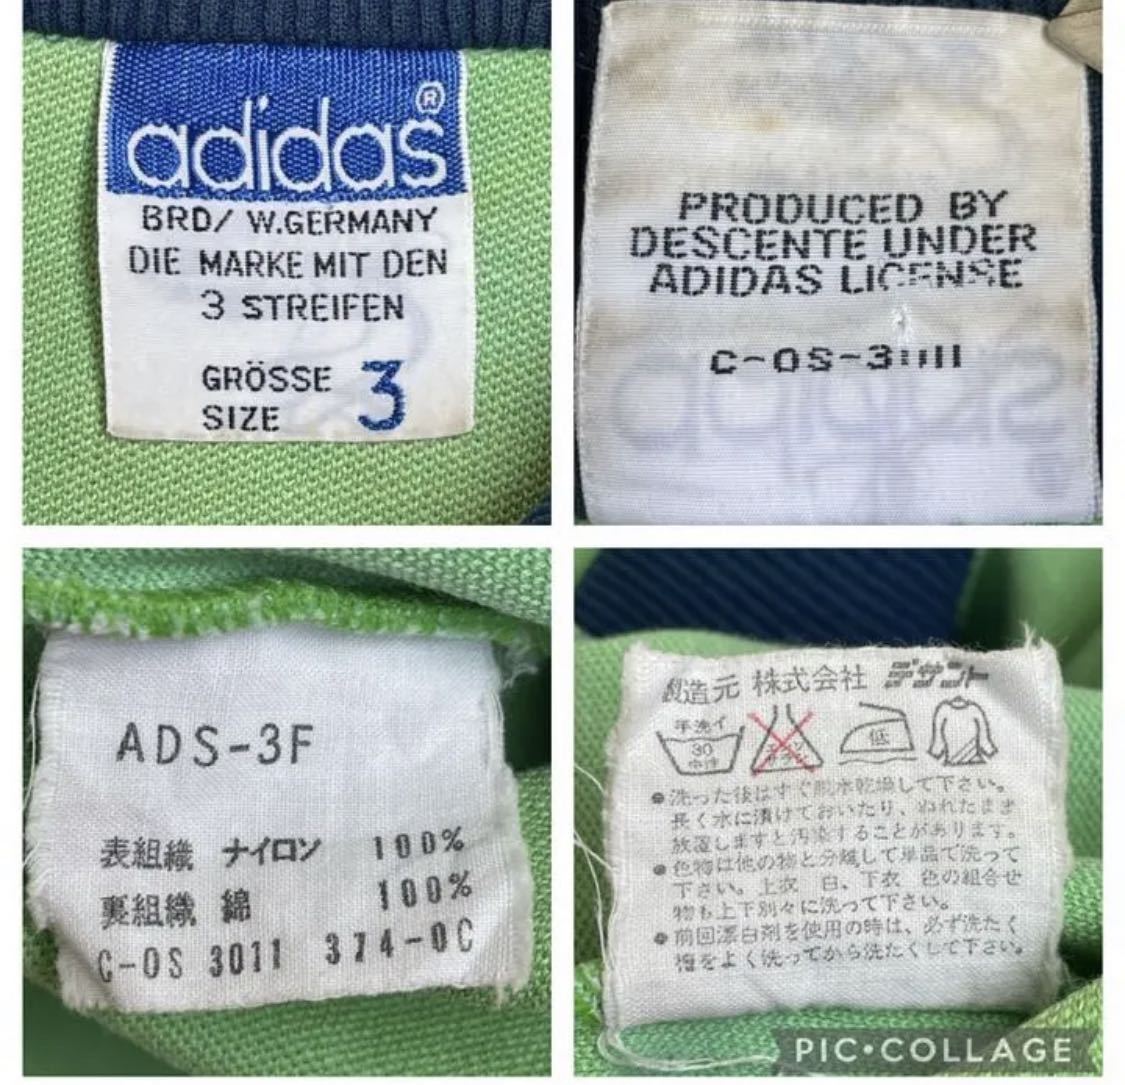 adidas®
BRD/ W.GERMANY
DIE MARKE MIT DEN
3 STREIFEN
GRÖSSE
SIZE 3
PRODUCED BY
DESCENTE UNDER
ADIDAS LICENSE
C-OS-3011
ADS-3F
表組織 ナイロン 100%
裏組織 綿 100%
C-OS 3011 374-0C
製造元 株式会社 デサント
手洗イ
30
中性
エンソ
サラシ
低
●洗った後はすぐ脱水乾燥して下さい。
長く水に漬けておいたり、ぬれたまま
放置しますと汚染することがあります。
●色物は他の物と分離して単品で洗って
下さい。上衣 白、下衣 色の組合せ
物も上下別々に洗って下さい。
●前回漂白剤を使用の時は、必ず洗たく
槽をよく洗ってから洗たくして下さい。
PIC•COLLAGE